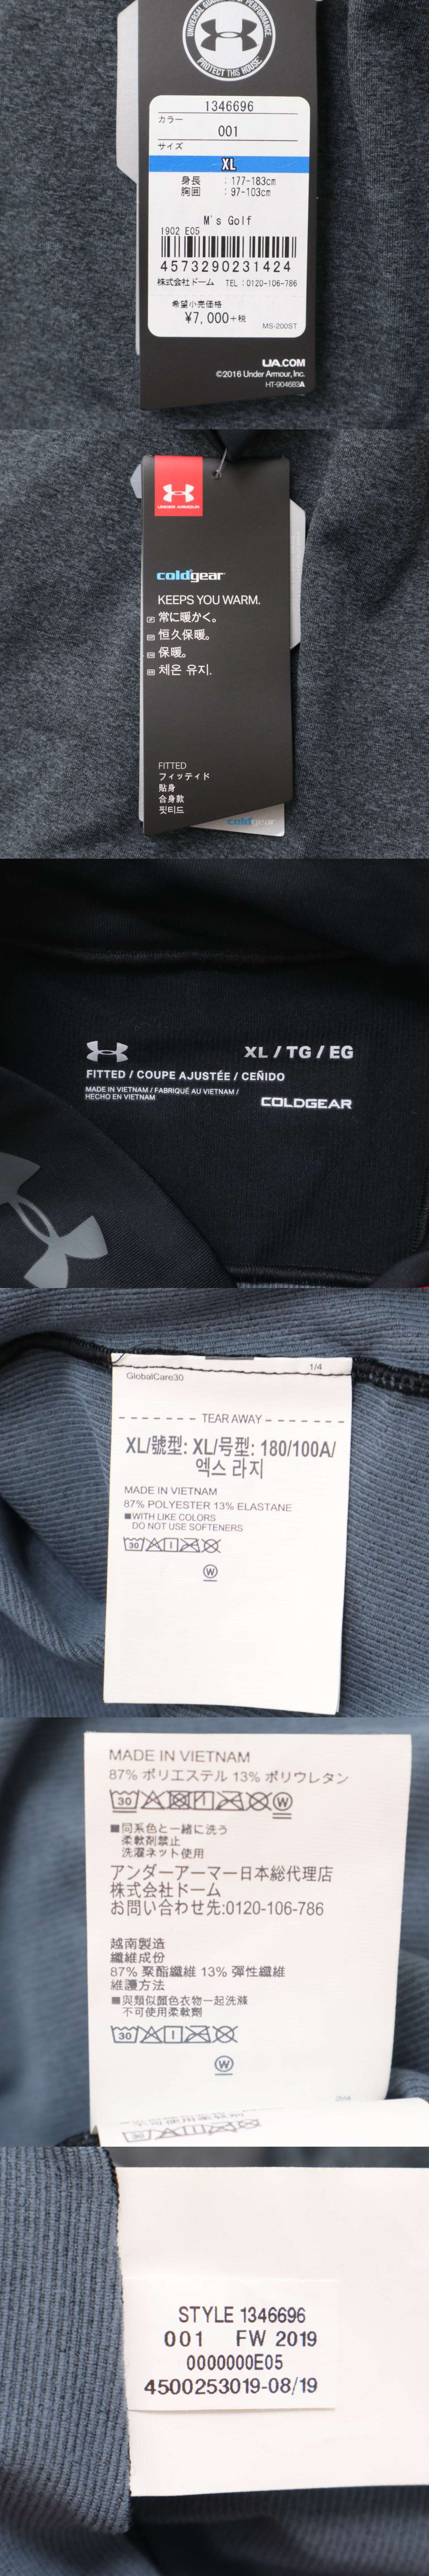 PROTECT THIS HOUSE
1346696
カラー
001
サイズ
XL
身長 : 177-183cm
胸囲 : 97-103cm
M's Golf
1902 E05
4573290231424
株式会社ドーム TEL:0120-106-786
希望小売価格
¥7,000+税
MS-200ST
UA.COM
©2016 Under Armour, Inc.
HT-904683A
UNDER ARMOUR
coldgear
KEEPS YOU WARM.
常に暖かく。
恒久保暖。
保暖。
체온 유지.
FITTED
フィッティド
貼身
合身款
핏티드
coldgear
XL / TG / EG
FITTED / COUPE AJUSTÉE / CEÑIDO
MADE IN VIETNAM / FABRIQUÉ AU VIETNAM /
HECHO EN VIETNAM
COLDGEAR
1/4
GlobalCare30
TEAR AWAY
XL/號型: XL/号型: 180/100A/
엑스 라지
MADE IN VIETNAM
87% POLYESTER 13% ELASTANE
■WITH LIKE COLORS
DO NOT USE SOFTENERS
30
W
MADE IN VIETNAM
87% ポリエステル 13% ポリウレタン
30 W
■同系色と一緒に洗う
柔軟剤禁止
洗濯ネット使用
アンダーアーマー日本総代理店
株式会社ドーム
お問い合わせ先:0120-106-786
越南製造
纖維成份
87% 聚酯纖維 13% 彈性纖維
維護方法
■與類似顏色衣物一起洗滌
不可使用柔軟劑
30
W
2/4
30
STYLE 1346696
001 FW 2019
0000000E05
4500253019-08/19